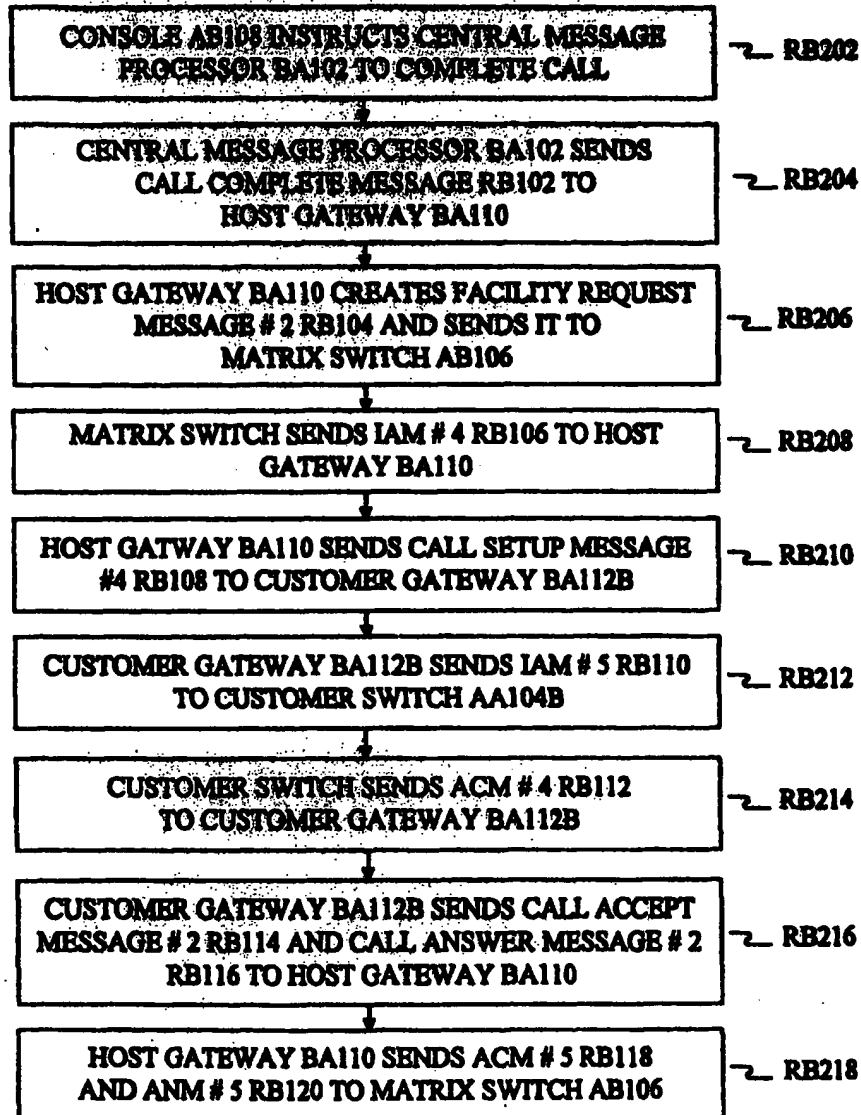 CONSOLE AB108 INSTRUCTS CENTRAL MESSAGE
PROCESSOR BA102 TO COMPLETE CALL
RB202
CENTRAL MESSAGE PROCESSOR BA102 SENDS
CALL COMPLETE MESSAGE RB102 TO
HOST GATEWAY BA110
RB204
HOST GATEWAY BA110 CREATES FACILITY REQUEST
MESSAGE # 2 RB104 AND SENDS IT TO
MATRIX SWITCH AB106
RB206
MATRIX SWITCH SENDS IAM # 4 RB106 TO HOST
GATEWAY BA110
RB208
HOST GATWAY BA110 SENDS CALL SETUP MESSAGE
#4 RB108 TO CUSTOMER GATEWAY BA112B
RB210
CUSTOMER GATEWAY BA112B SENDS IAM # 5 RB110
TO CUSTOMER SWITCH AA104B
RB212
CUSTOMER SWITCH SENDS ACM # 4 RB112
TO CUSTOMER GATEWAY BA112B
RB214
CUSTOMER GATEWAY BA112B SENDS CALL ACCEPT
MESSAGE # 2 RB114 AND CALL ANSWER MESSAGE # 2
RB116 TO HOST GATEWAY BA110
RB216
HOST GATEWAY BA110 SENDS ACM # 5 RB118
AND ANM # 5 RB120 TO MATRIX SWITCH AB106
RB218